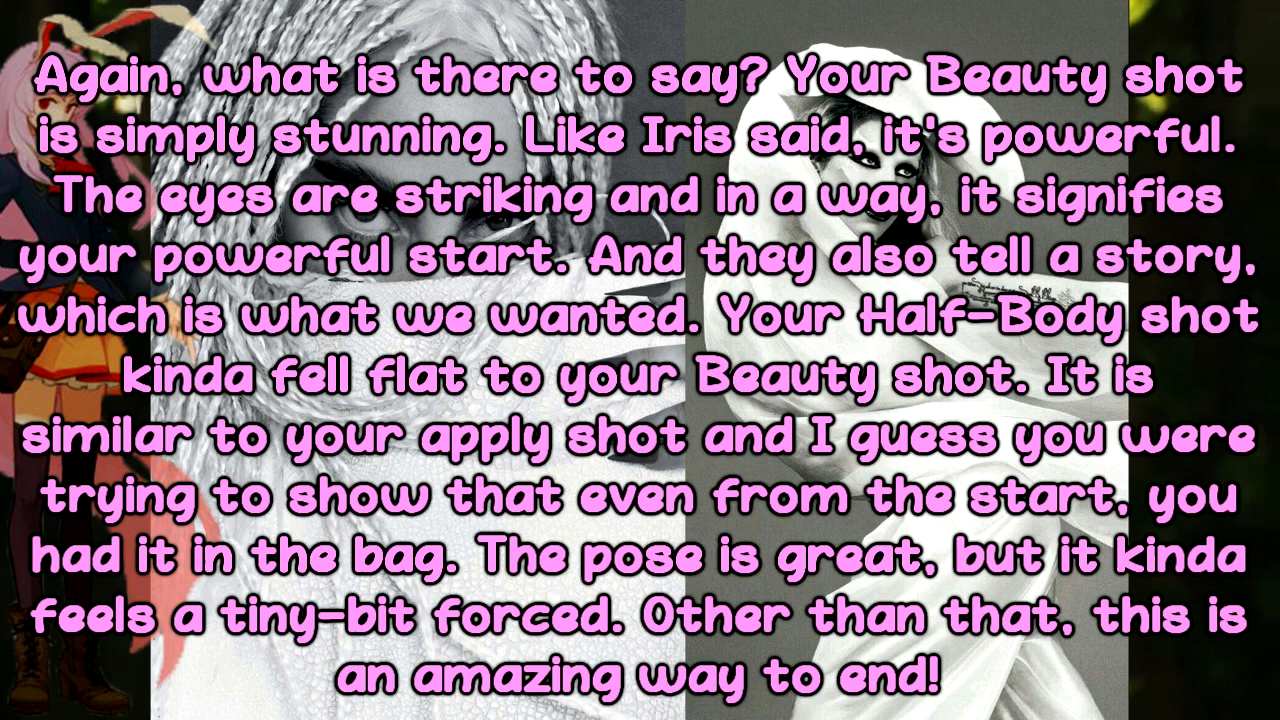 Again, what is there to say? Your Beauty shot
is simply stunning. Like Iris said, it's powerful.
The eyes are striking and in a way, it signifies
your powerful start. And they also tell a story,
which is what we wanted. Your Half-Body shot
kinda fell flat to your Beauty shot. It is
similar to your apply shot and I guess you were
trying to show that even from the start, you
had it in the bag. The pose is great, but it kinda
feels a tiny-bit forced. Other than that, this is
an amazing way to end!